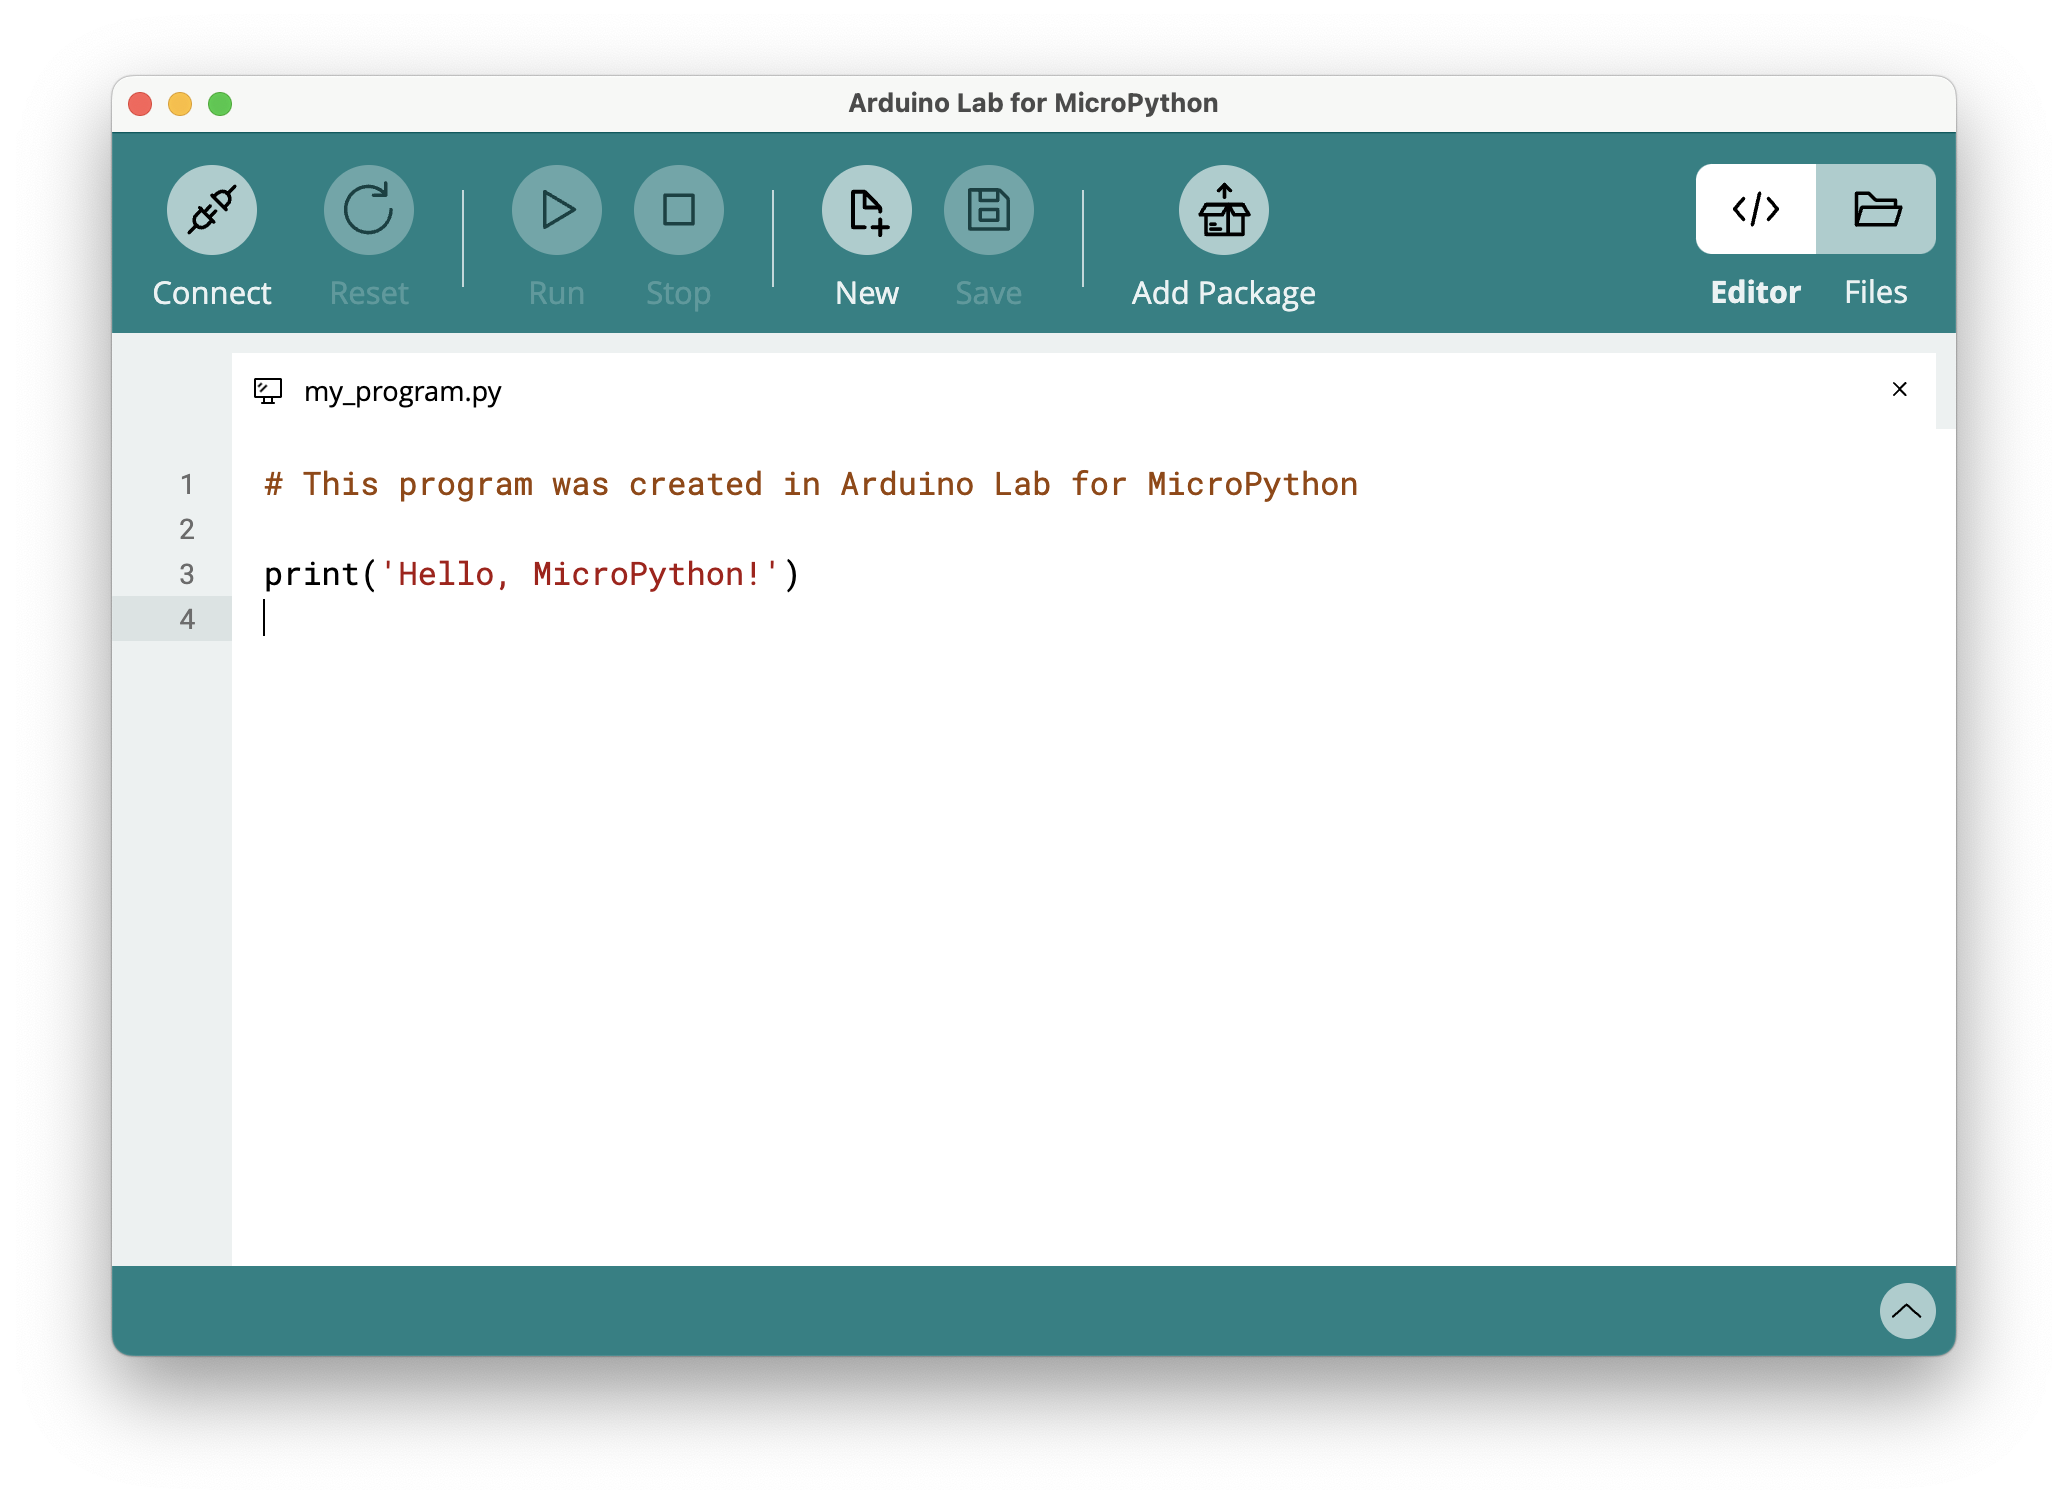 Arduino Lab for MicroPython
Connect Reset Run Stop New Save Add Package Editor Files
my_program.py
1 # This program was created in Arduino Lab for MicroPython
2
3 print('Hello, MicroPython!')
4